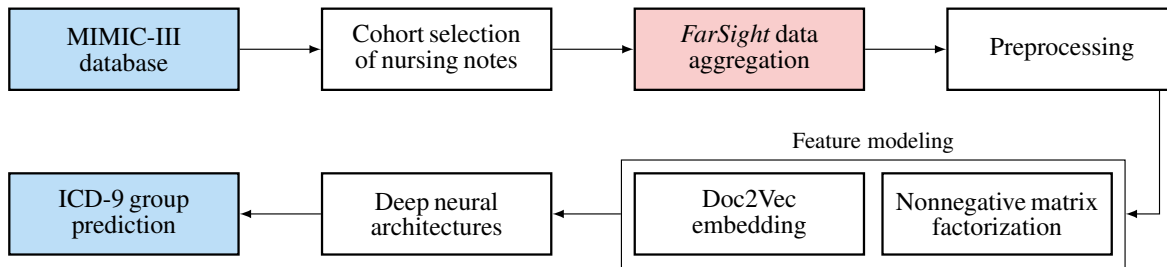 MIMIC-III
database
Cohort selection
of nursing notes
FarSight data
aggregation
Preprocessing
Feature modeling
ICD-9 group
prediction
Deep neural
architectures
Doc2Vec
embedding
Nonnegative matrix
factorization